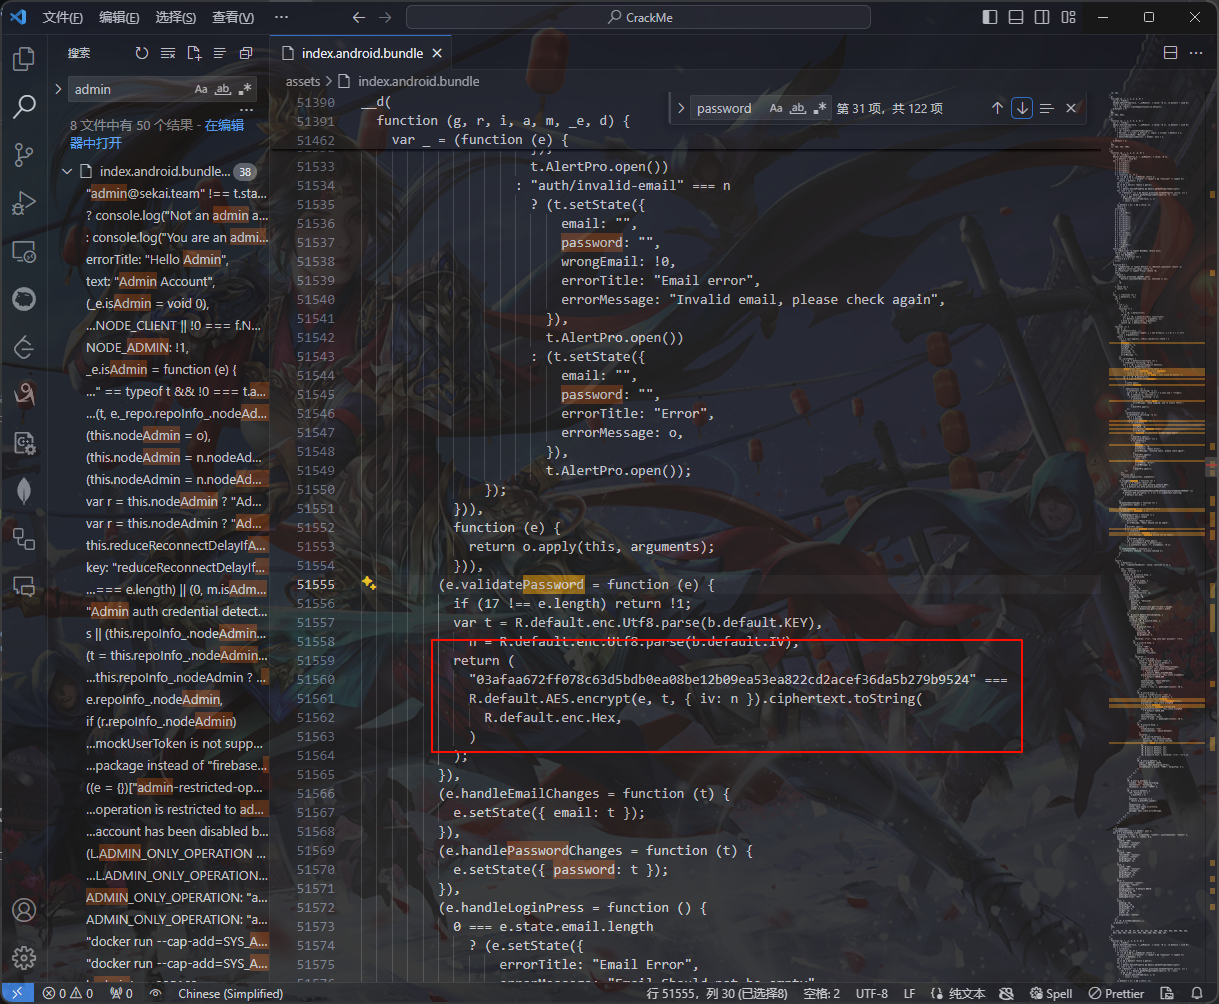 文件(F) 编辑(E) 选择(S) 查看(V) ··· CrackMe
搜索
admin
Aa ab .*
8 文件中有 50 个结果 - 在编辑
器中打开
index.android.bundle... 38
"admin@sekai.team" !== t.sta...
? console.log("Not an admin a...
: console.log("You are an admi...
errorTitle: "Hello Admin",
text: "Admin Account",
(_e.isAdmin = void 0),
...NODE_CLIENT || !0 === f.N...
NODE_ADMIN: !1,
_e.isAdmin = function (e) {
..." == typeof t && !0 === t.a...
...(t, e_repo.repoInfo_.nodeAd...
(this.nodeAdmin = o),
(this.nodeAdmin = n.nodeAd...
(this.nodeAdmin = n.nodeAd...
var r = this.nodeAdmin ? "Ad...
var r = this.nodeAdmin ? "Ad...
this.reduceReconnectDelayIfA...
key: "reduceReconnectDelayIf...
...=== e.length) || (0, m.isAdm...
"Admin auth credential detect...
s || (this.repoInfo_.nodeAdmin...
(t = this.repoInfo_.nodeAdmin...
...this.repoInfo_.nodeAdmin ? ...
e.repoInfo_.nodeAdmin,
if (r.repoInfo_.nodeAdmin)
...mockUserToken is not supp...
...package instead of "firebase...
((e = {})["admin-restricted-op...
...operation is restricted to ad...
...account has been disabled b...
(L.ADMIN_ONLY_OPERATION ...
...L.ADMIN_ONLY_OPERATION...
ADMIN_ONLY_OPERATION: "a...
ADMIN_ONLY_OPERATION: "a...
"docker run --cap-add=SYS_A...
"docker run --cap-add=SYS_A...
index.android.bundle
assets > index.android.bundle
password Aa ab .* 第 31 项, 共 122 项
51390 __d(
51391 function (g, r, i, a, m, _e, d) {
51462 var _ = (function (e) {
51533 t.AlertPro.open())
51534 : "auth/invalid-email" === n
51535 ? (t.setState({
51536 email: "",
51537 password: "",
51538 wrongEmail: !0,
51539 errorTitle: "Email error",
51540 errorMessage: "Invalid email, please check again",
51541 }),
51542 t.AlertPro.open())
51543 : (t.setState({
51544 email: "",
51545 password: "",
51546 errorTitle: "Error",
51547 errorMessage: o,
51548 }),
51549 t.AlertPro.open());
51550 });
51551 })),
51552 function (e) {
51553 return o.apply(this, arguments);
51554 })),
51555 (e.validatePassword = function (e) {
51556 if (17 !== e.length) return !1;
51557 var t = R.default.enc.Utf8.parse(b.default.KEY),
51558 n = R.default.enc.Utf8.parse(b.default.IV);
51559 return (
51560 "03afaa672ff078c63d5bdb0ea08be12b09ea53ea822cd2acef36da5b279b9524" ===
51561 R.default.AES.encrypt(e, t, { iv: n }).ciphertext.toString(
51562 R.default.enc.Hex,
51563 )
51564 );
51565 }),
51566 (e.handleEmailChanges = function (t) {
51567 e.setState({ email: t });
51568 }),
51569 (e.handlePasswordChanges = function (t) {
51570 e.setState({ password: t });
51571 }),
51572 (e.handleLoginPress = function () {
51573 0 === e.state.email.length
51574 ? (e.setState({
51575 errorTitle: "Email Error",
0 0 0 Chinese (Simplified) 行 51555, 列 30 (已选择8) 空格: 2 UTF-8 LF 纯文本 Spell Prettier